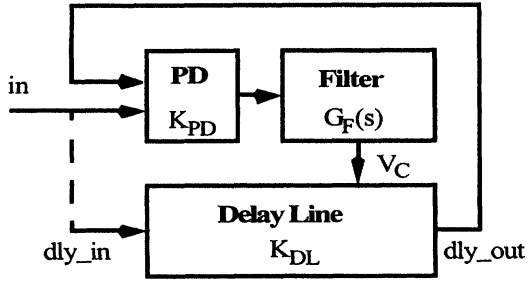 in
PD
K_PD
Filter
G_F(s)
V_C
Delay Line
K_DL
dly_in
dly_out